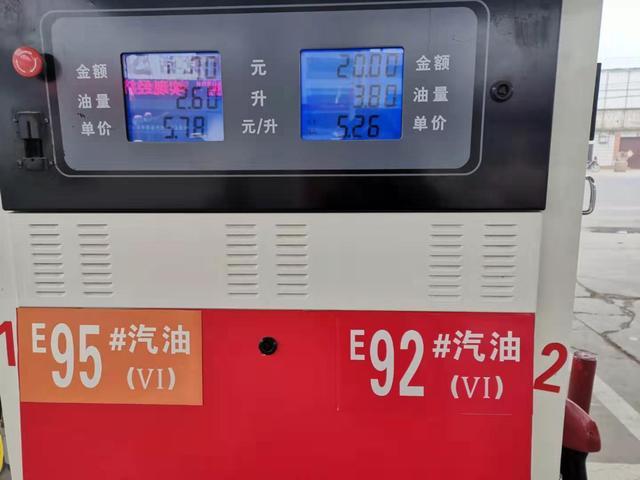 金额 元 20.00 金额
油量 2.60 升 3.80 油量
单价 5.78 元/升 5.26 单价
1 E95#汽油 E92#汽油 2
(VI) (VI)